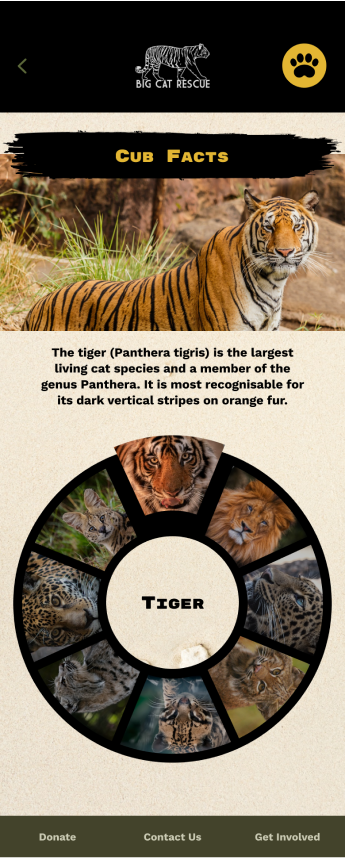 BIG CAT RESCUE
Cub Facts
The tiger (Panthera tigris) is the largest
living cat species and a member of the
genus Panthera. It is most recognisable for
its dark vertical stripes on orange fur.
Tiger
Donate Contact Us Get Involved